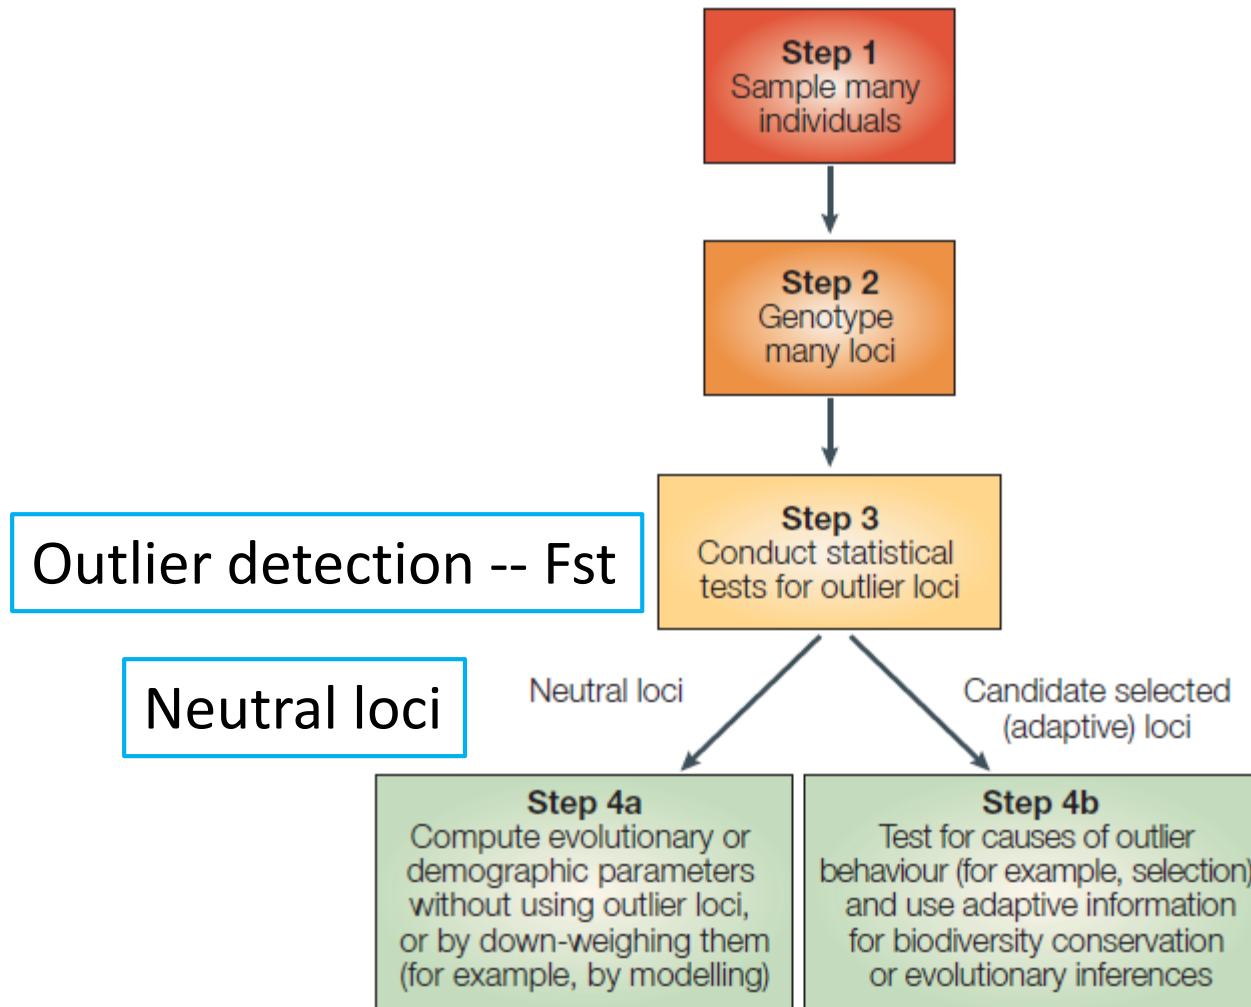 Step 1
Sample many
individuals
Step 2
Genotype
many loci
Outlier detection -- Fst
Step 3
Conduct statistical
tests for outlier loci
Neutral loci
Neutral loci
Candidate selected
(adaptive) loci
Step 4a
Compute evolutionary or
demographic parameters
without using outlier loci,
or by down-weighing them
(for example, by modelling)
Step 4b
Test for causes of outlier
behaviour (for example, selection)
and use adaptive information
for biodiversity conservation
or evolutionary inferences